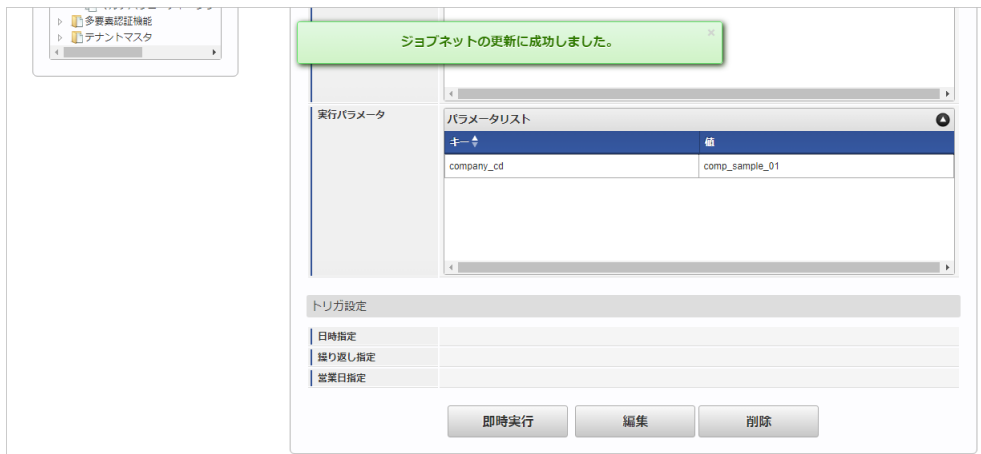 多要素認証機能
テナントマスタ
ジョブネットの更新に成功しました。
×
実行パラメータ
パラメータリスト
キー 値
company_cd comp_sample_01
トリガ設定
日時指定
繰り返し指定
営業日指定
即時実行 編集 削除